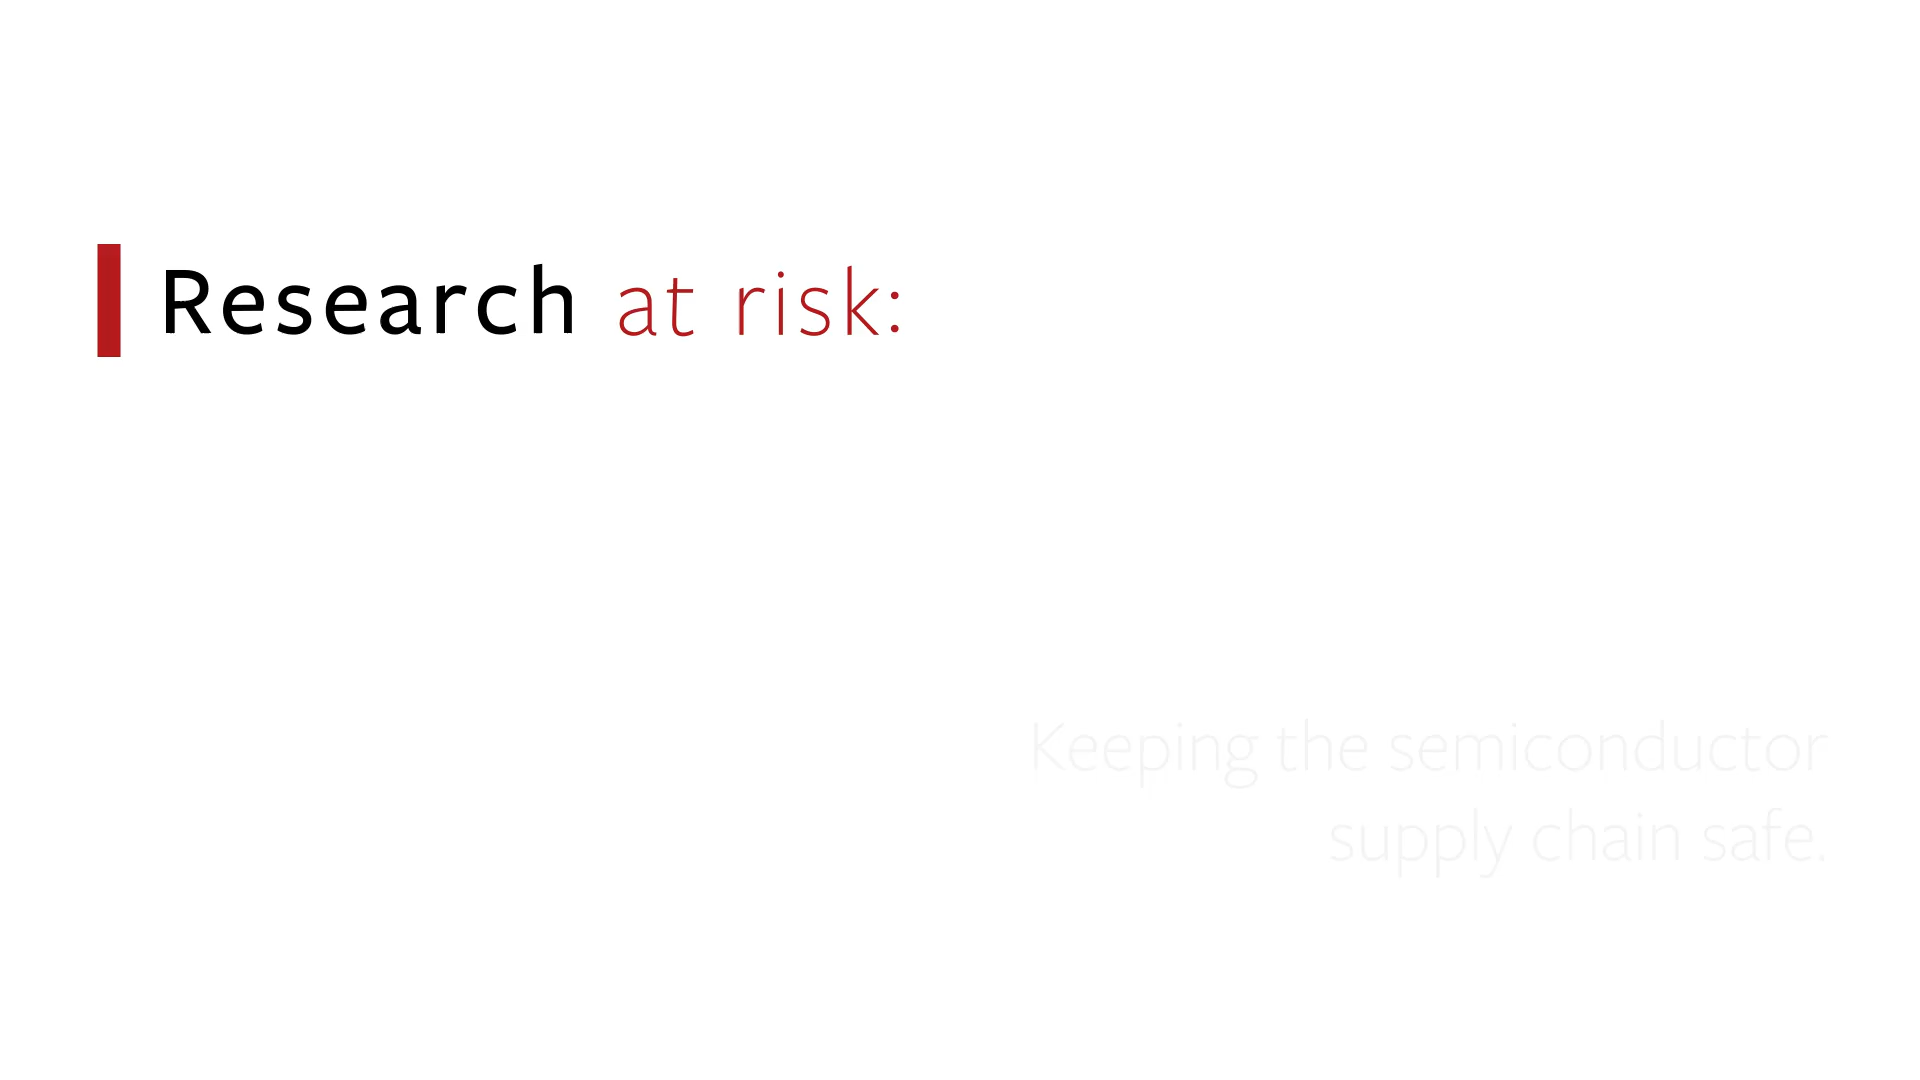 Research at risk:
Keeping the semiconductor
supply chain safe.